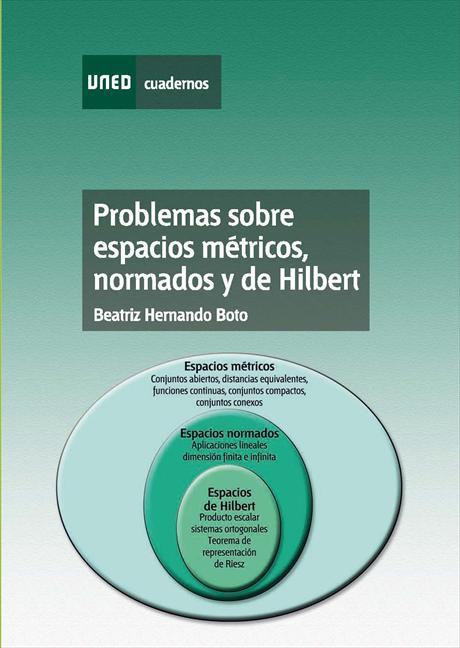 UNED cuadernos
Problemas sobre
espacios métricos,
normados y de Hilbert
Beatriz Hernando Boto
Espacios métricos
Conjuntos abiertos, distancias equivalentes,
funciones continuas, conjuntos compactos,
conjuntos conexos
Espacios normados
Aplicaciones lineales
dimensión finita e infinita
Espacios
de Hilbert
Producto escalar
sistemas ortogonales
Teorema de
representación
de Riesz